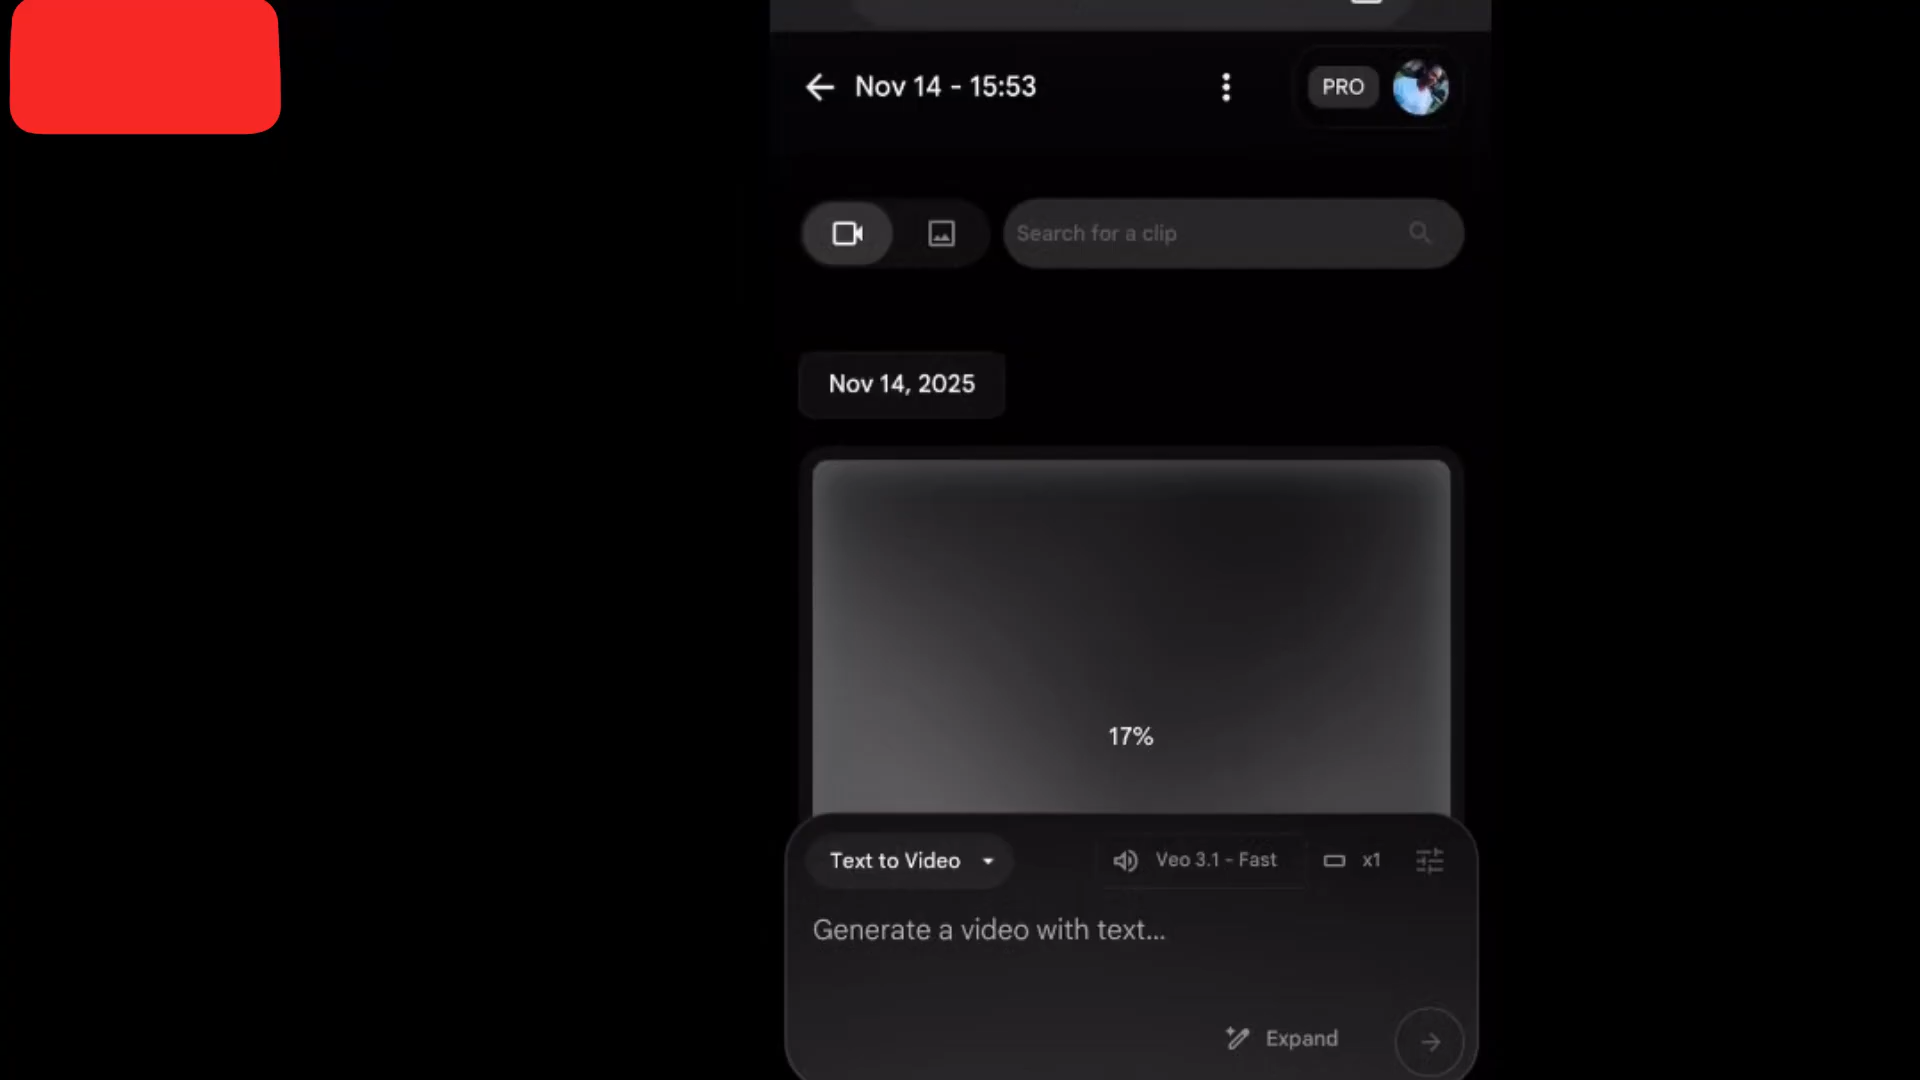 Nov 14 - 15:53
PRO
Search for a clip
Nov 14, 2025
17%
Text to Video
Veo 3.1 - Fast
x1
Generate a video with text...
Expand